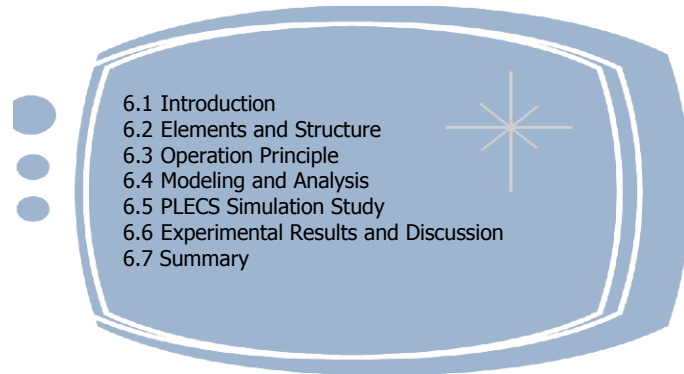 6.1 Introduction
6.2 Elements and Structure
6.3 Operation Principle
6.4 Modeling and Analysis
6.5 PLECS Simulation Study
6.6 Experimental Results and Discussion
6.7 Summary